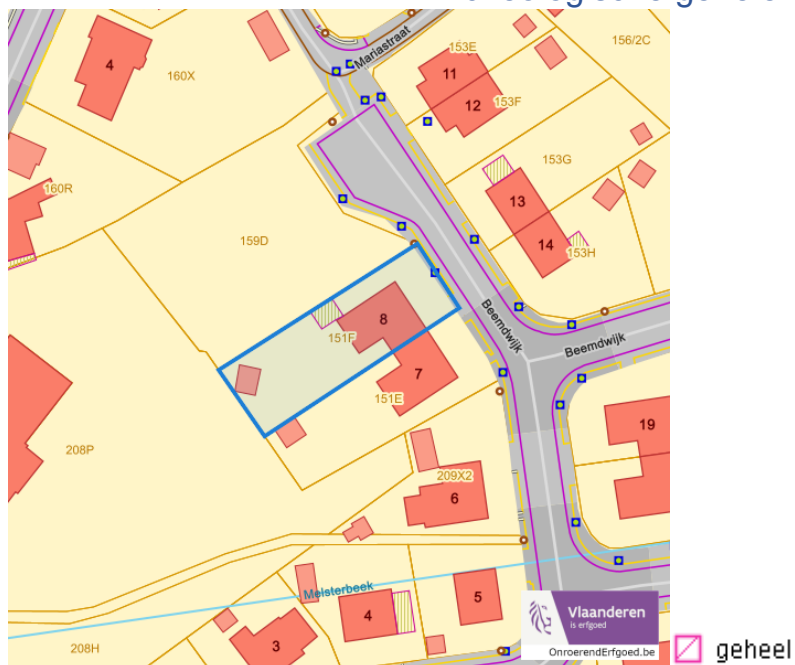 Mariastraat
4
160X
153E
156/2C
11
12
153F
153G
160R
13
14
153H
159D
8
Beemdwijk
Beemdwijk
151F
7
151E
19
208P
209X2
6
Meisterbeek
4
5
3
208H
Vlaanderen
is erfgoed
OnroerendErfgoed.be
geheel